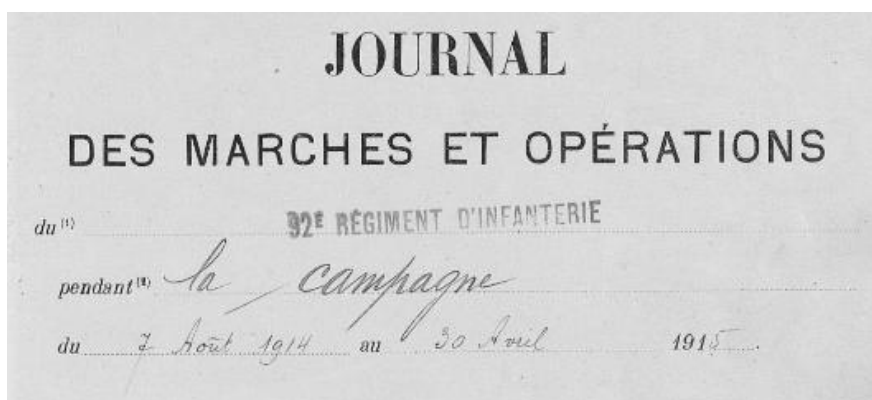 JOURNAL
DES MARCHES ET OPÉRATIONS
du (1) 92E RÉGIMENT D'INFANTERIE
pendant (2) la campagne
du 7 Août 1914 au 30 Avril 1915.